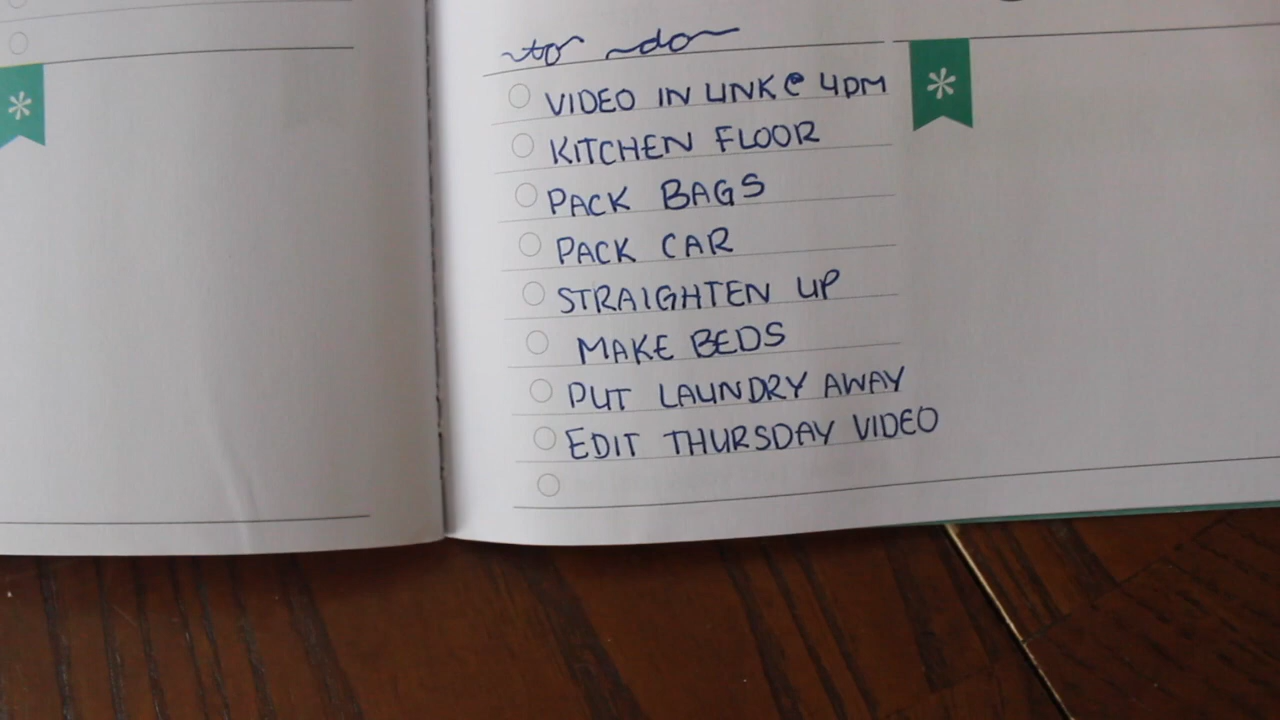 to do
VIDEO IN LINK @ 4PM
KITCHEN FLOOR
PACK BAGS
PACK CAR
STRAIGHTEN UP
MAKE BEDS
PUT LAUNDRY AWAY
EDIT THURSDAY VIDEO